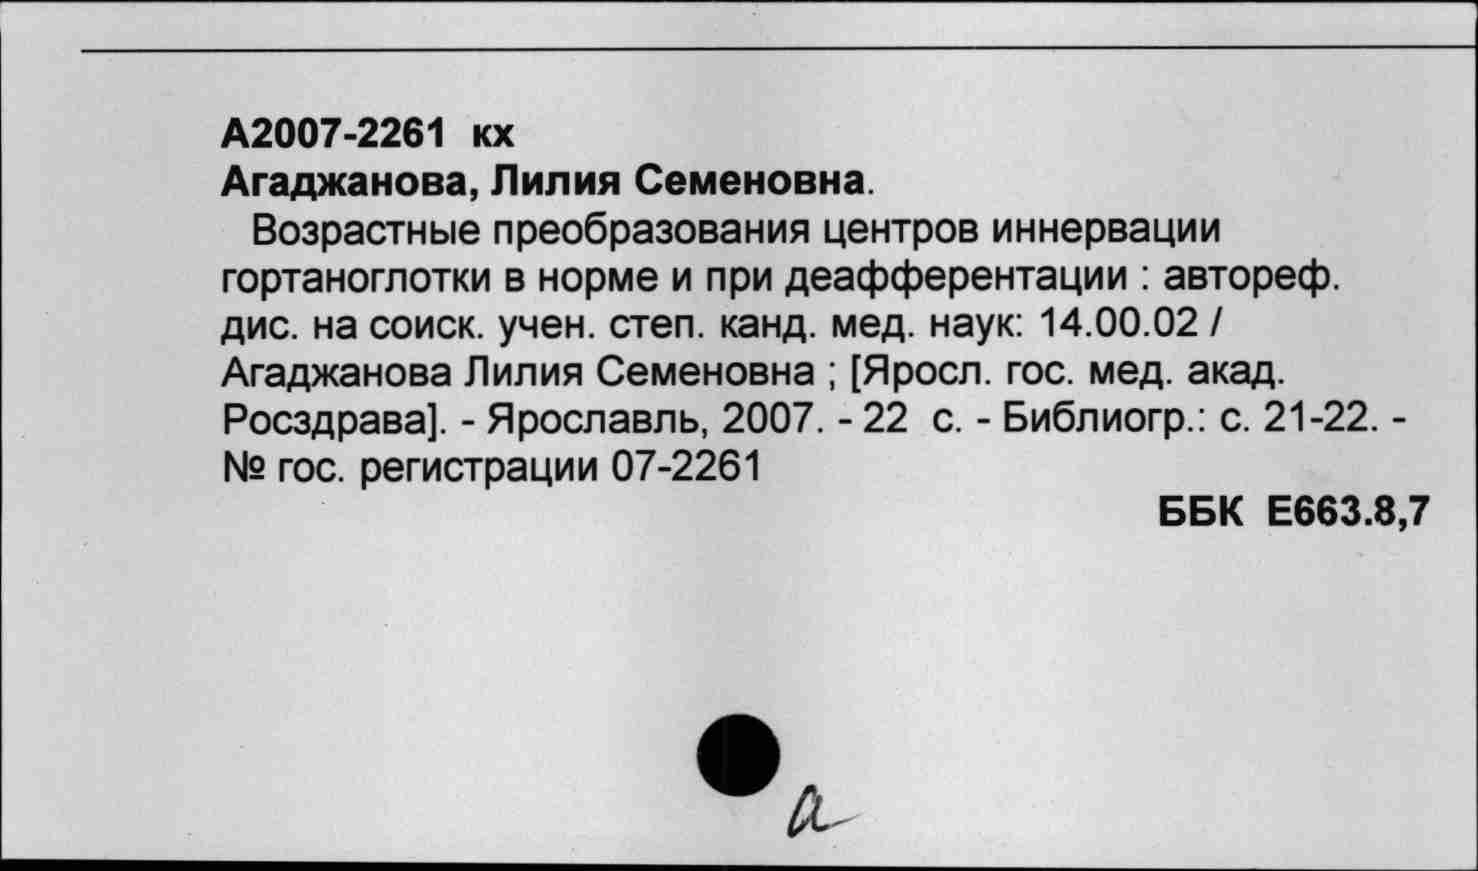 А2007-2261 кх
Агаджанова, Лилия Семеновна.
Возрастные преобразования центров иннервации
гортаноглотки в норме и при деафферентации : автореф.
дис. на соиск. учен. степ. канд. мед. наук: 14.00.02 /
Агаджанова Лилия Семеновна ; [Яросл. гос. мед. акад.
Росздрава]. - Ярославль, 2007. - 22 с. - Библиогр.: с. 21-22. -
№ гос. регистрации 07-2261
ББК Е663.8,7
а